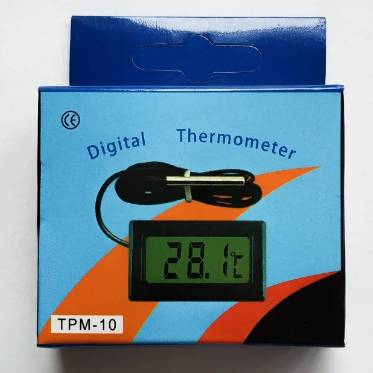 CE
Digital Thermometer
28.1℃
TPM-10